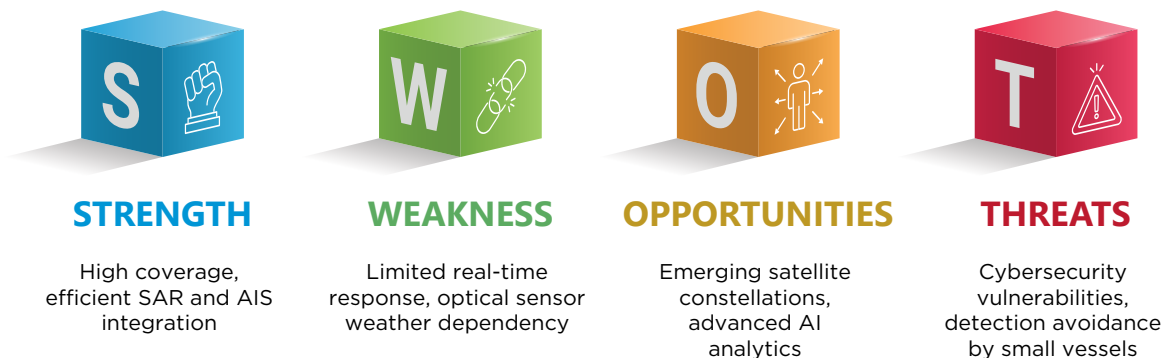 S
W
O
T
STRENGTH
High coverage,
efficient SAR and AIS
integration
WEAKNESS
Limited real-time
response, optical sensor
weather dependency
OPPORTUNITIES
Emerging satellite
constellations,
advanced AI
analytics
THREATS
Cybersecurity
vulnerabilities,
detection avoidance
by small vessels